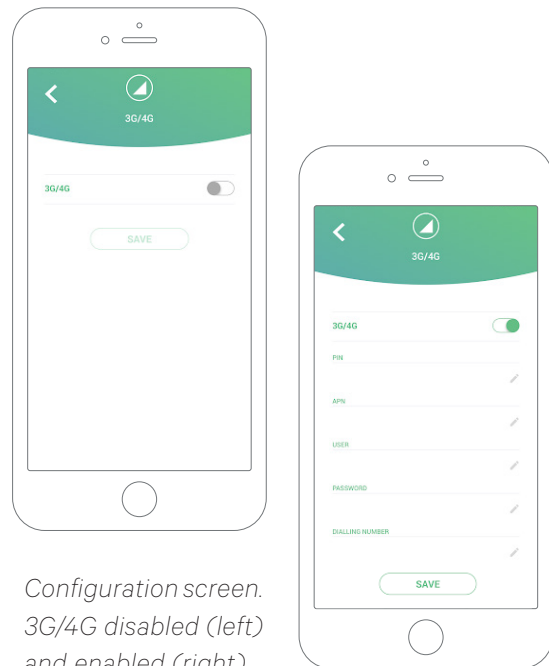 3G/4G
3G/4G
SAVE
3G/4G
3G/4G
PIN
APN
USER
PASSWORD
DIALLING NUMBER
SAVE
Configuration screen.
3G/4G disabled (left)
and enabled (right)